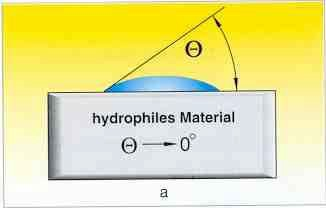 Θ
hydrophiles Material
Θ → 0°
a